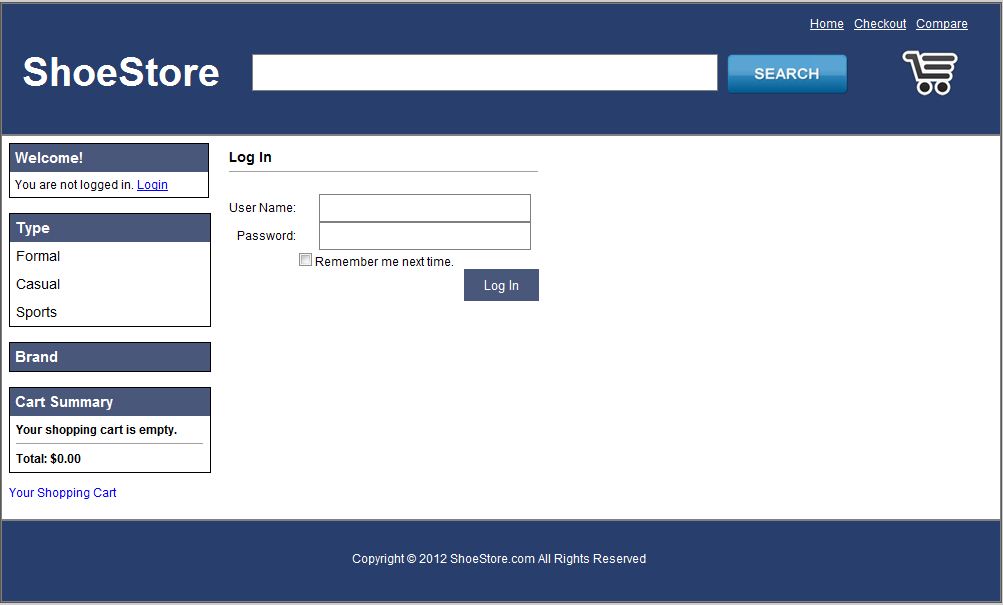 Home Checkout Compare
ShoeStore
SEARCH
Welcome!
You are not logged in. Login
Type
Formal
Casual
Sports
Brand
Cart Summary
Your shopping cart is empty.
Total: $0.00
Your Shopping Cart
Log In
User Name:
Password:
Remember me next time.
Log In
Copyright © 2012 ShoeStore.com All Rights Reserved